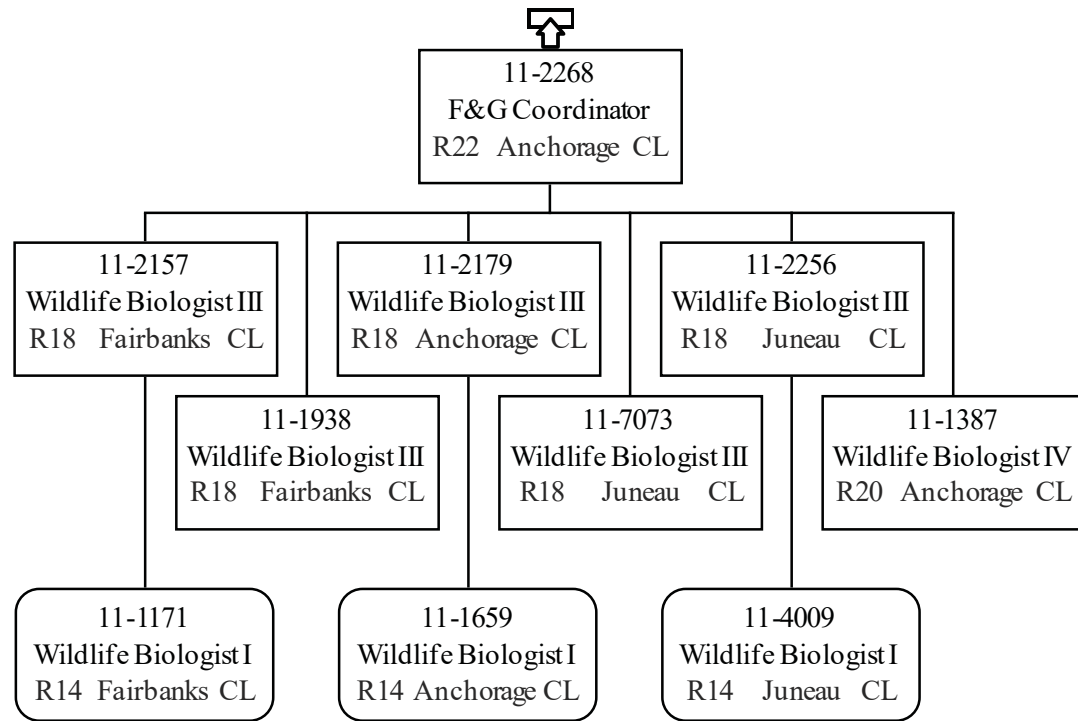 11-2268
F&G Coordinator
R22 Anchorage CL
11-2157
Wildlife Biologist III
R18 Fairbanks CL
11-2179
Wildlife Biologist III
R18 Anchorage CL
11-2256
Wildlife Biologist III
R18 Juneau CL
11-1938
Wildlife Biologist III
R18 Fairbanks CL
11-7073
Wildlife Biologist III
R18 Juneau CL
11-1387
Wildlife Biologist IV
R20 Anchorage CL
11-1171
Wildlife Biologist I
R14 Fairbanks CL
11-1659
Wildlife Biologist I
R14 Anchorage CL
11-4009
Wildlife Biologist I
R14 Juneau CL